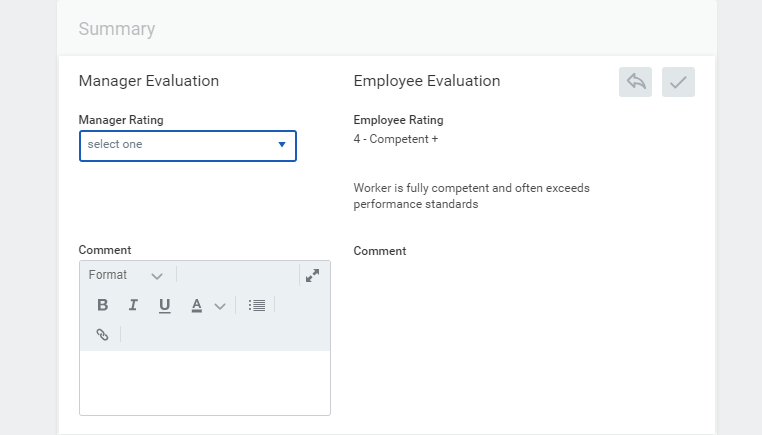 Summary
Manager Evaluation
Employee Evaluation
Manager Rating
select one
Employee Rating
4 - Competent +
Worker is fully competent and often exceeds
performance standards
Comment
Format
B I U A
Comment